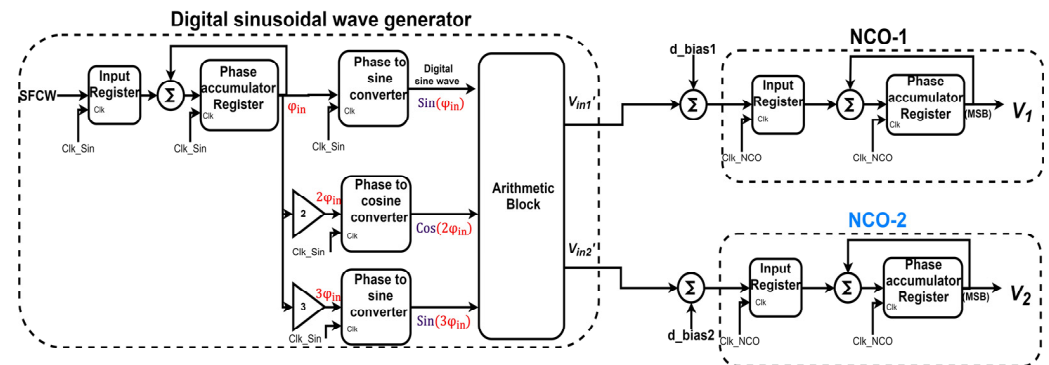 Digital sinusoidal wave generator
SFCW
Input
Register
Clk
Clk_Sin
Σ
Phase
accumulator
Register
Clk
Clk_Sin
φin
Phase to
sine
converter
Clk
Clk_Sin
Digital
sine wave
Sin(φin)
2
2φin
Phase to
cosine
converter
Clk
Clk_Sin
Cos(2φin)
3
3φin
Phase to
sine
converter
Clk
Clk_Sin
Sin(3φin)
Arithmetic
Block
Vin1'
Vin2'
d_bias1
Σ
NCO-1
Input
Register
Clk
Clk_NCO
Σ
Phase
accumulator
Register
Clk
Clk_NCO
(MSB)
V1
Σ
d_bias2
NCO-2
Input
Register
Clk
Clk_NCO
Σ
Phase
accumulator
Register
Clk
Clk_NCO
(MSB)
V2